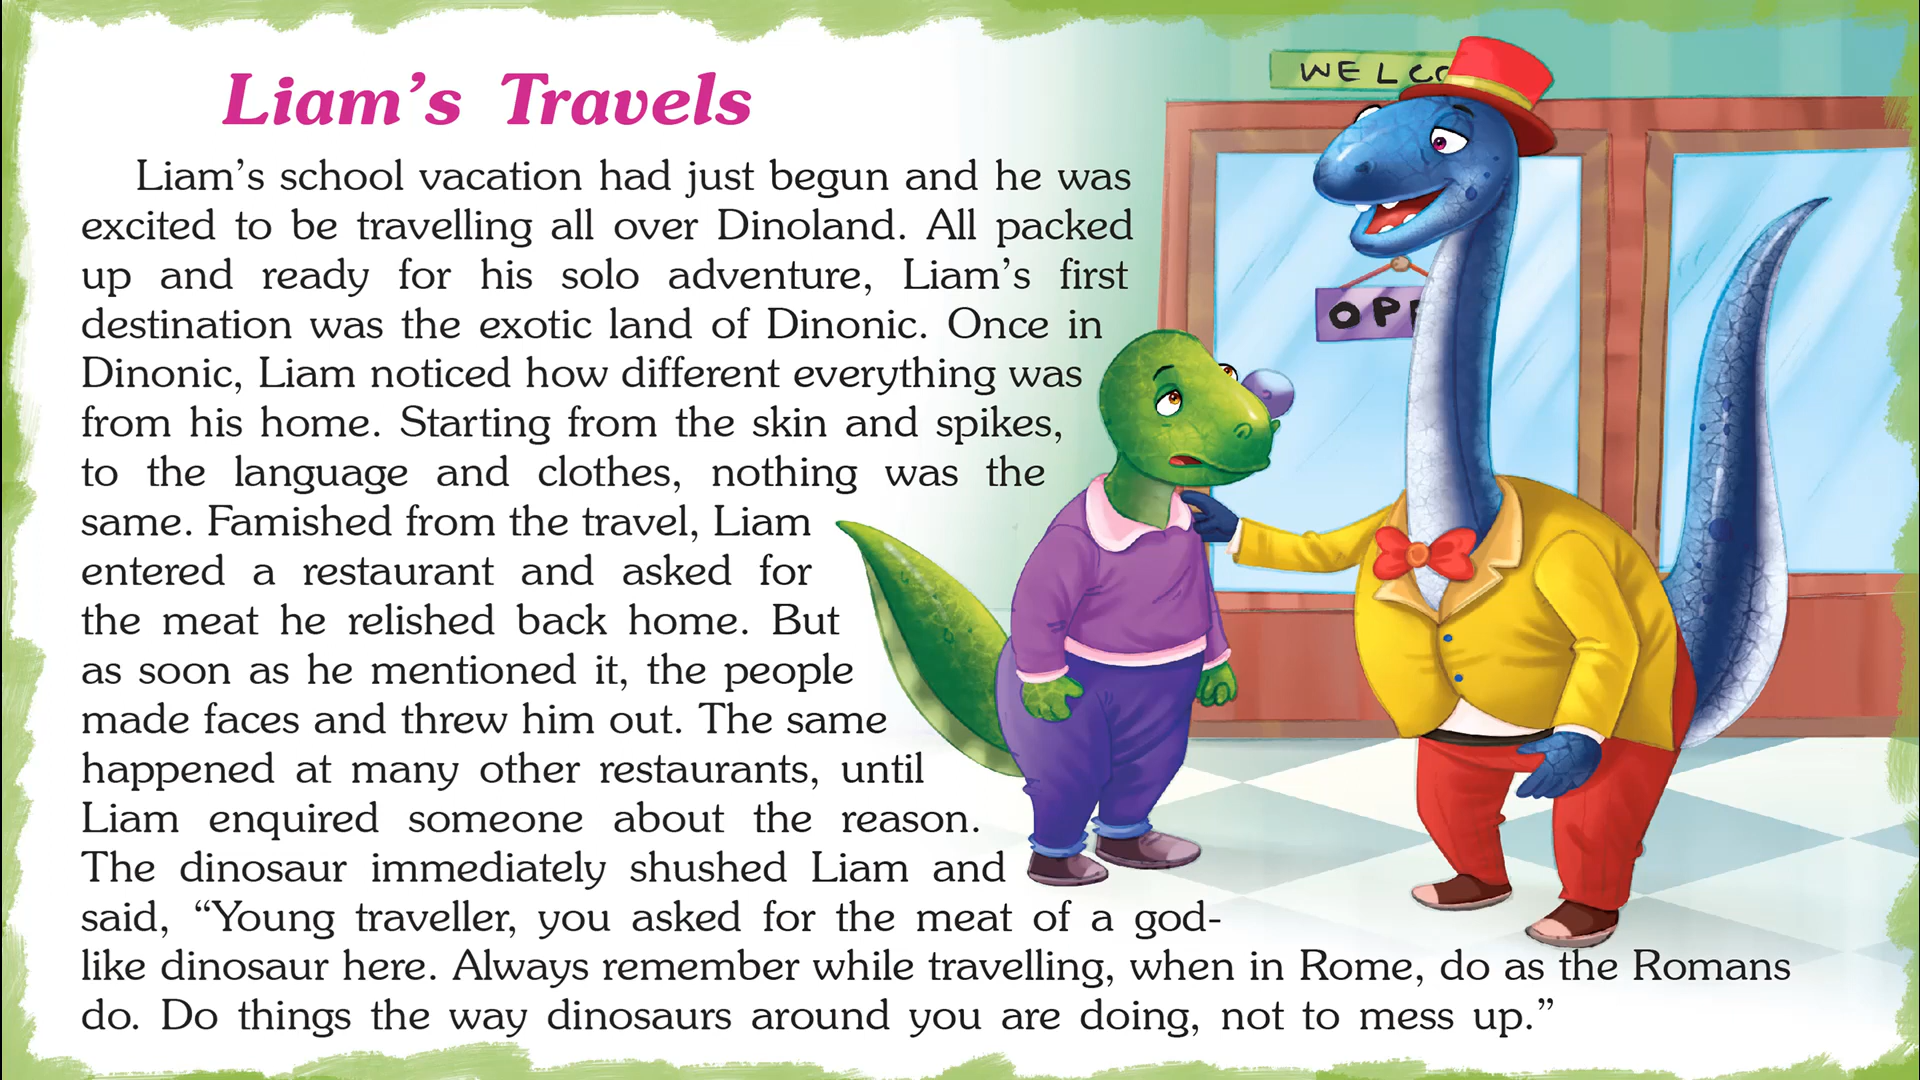 Liam’s Travels
Liam’s school vacation had just begun and he was
excited to be travelling all over Dinoland. All packed
up and ready for his solo adventure, Liam’s first
destination was the exotic land of Dinonic. Once in
Dinonic, Liam noticed how different everything was
from his home. Starting from the skin and spikes,
to the language and clothes, nothing was the
same. Famished from the travel, Liam
entered a restaurant and asked for
the meat he relished back home. But
as soon as he mentioned it, the people
made faces and threw him out. The same
happened at many other restaurants, until
Liam enquired someone about the reason.
The dinosaur immediately shushed Liam and
said, “Young traveller, you asked for the meat of a god-
like dinosaur here. Always remember while travelling, when in Rome, do as the Romans
do. Do things the way dinosaurs around you are doing, not to mess up.”